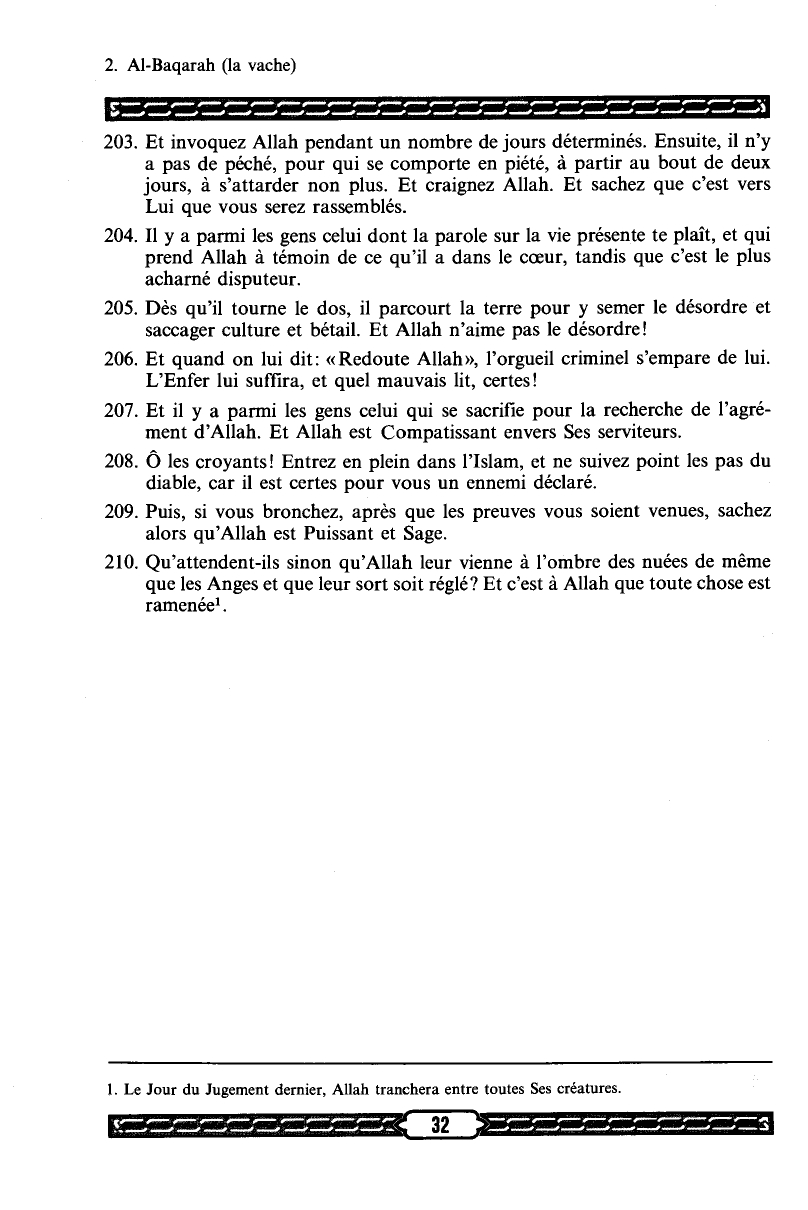 2. Al-Baqarah (la vache)
203. Et invoquez Allah pendant un nombre de jours déterminés. Ensuite, il n'y
a pas de péché, pour qui se comporte en piété, à partir au bout de deux
jours, à s'attarder non plus. Et craignez Allah. Et sachez que c'est vers
Lui que vous serez rassemblés.
204. Il y a parmi les gens celui dont la parole sur la vie présente te plaît, et qui
prend Allah à témoin de ce qu'il a dans le cœur, tandis que c'est le plus
acharné disputeur.
205. Dès qu'il tourne le dos, il parcourt la terre pour y semer le désordre et
saccager culture et bétail. Et Allah n'aime pas le désordre!
206. Et quand on lui dit: «Redoute Allah», l'orgueil criminel s'empare de lui.
L'Enfer lui suffira, et quel mauvais lit, certes!
207. Et il y a parmi les gens celui qui se sacrifie pour la recherche de l'agré-
ment d'Allah. Et Allah est Compatissant envers Ses serviteurs.
208. Ô les croyants! Entrez en plein dans l'Islam, et ne suivez point les pas du
diable, car il est certes pour vous un ennemi déclaré.
209. Puis, si vous bronchez, après que les preuves vous soient venues, sachez
alors qu'Allah est Puissant et Sage.
210. Qu'attendent-ils sinon qu'Allah leur vienne à l'ombre des nuées de même
que les Anges et que leur sort soit réglé? Et c'est à Allah que toute chose est
ramenée¹.
1. Le Jour du Jugement dernier, Allah tranchera entre toutes Ses créatures.
32